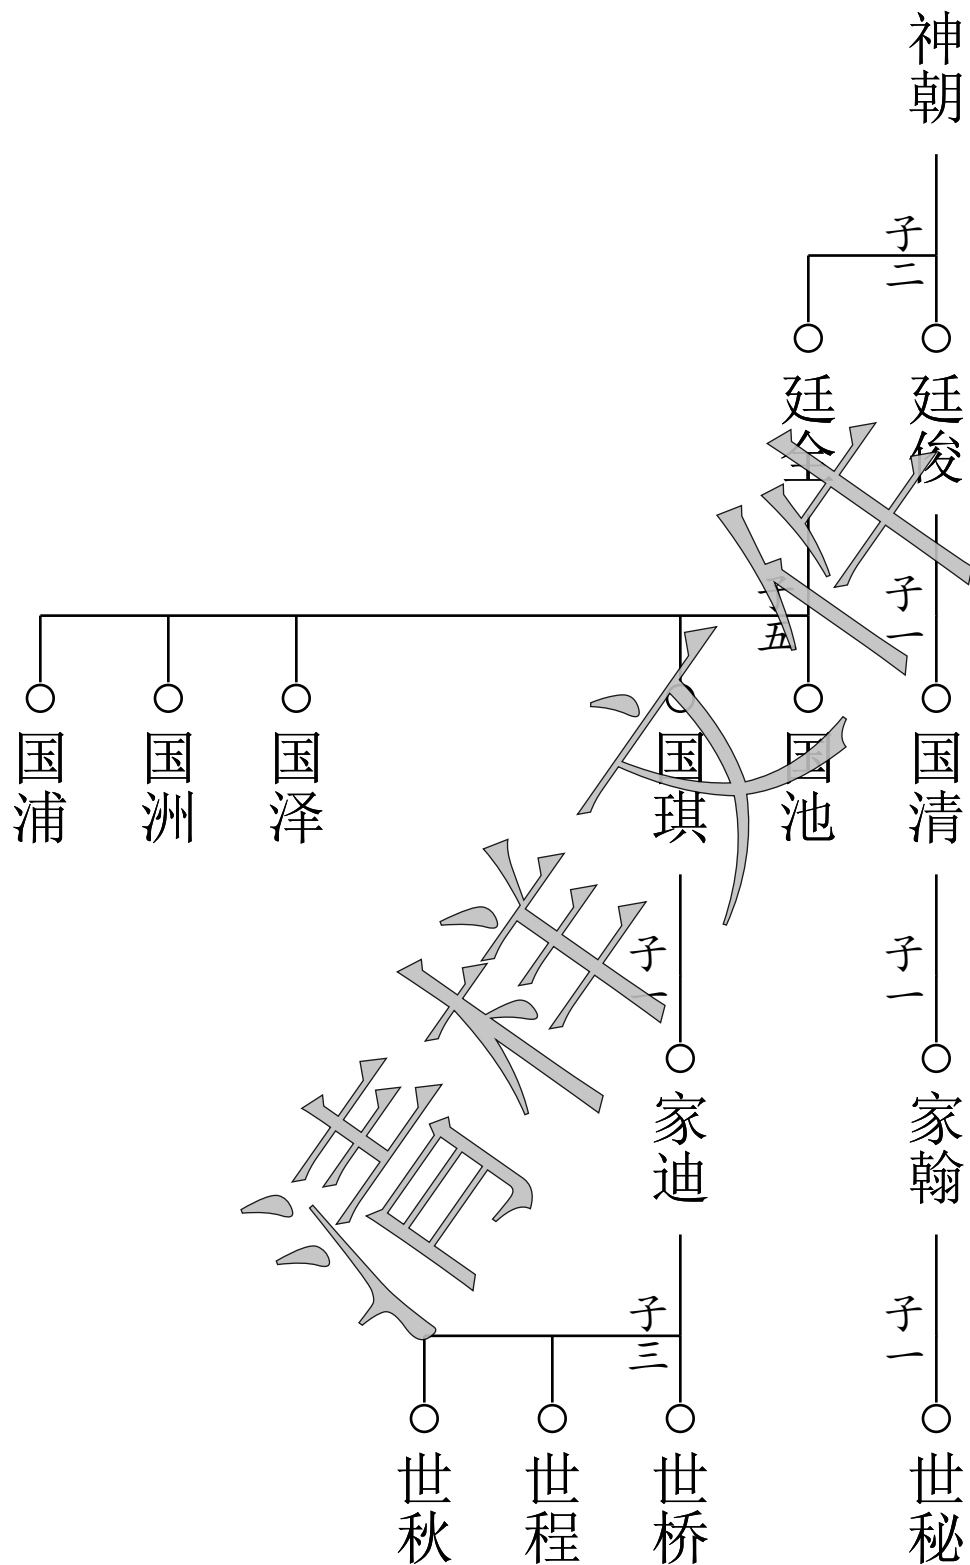 神朝
子二
廷俊
廷全
子一
子五
国清
国池
国琪
国泽
国洲
国浦
子一
子一
家翰
家迪
子一
子三
世秘
世桥
世程
世秋
清样文件